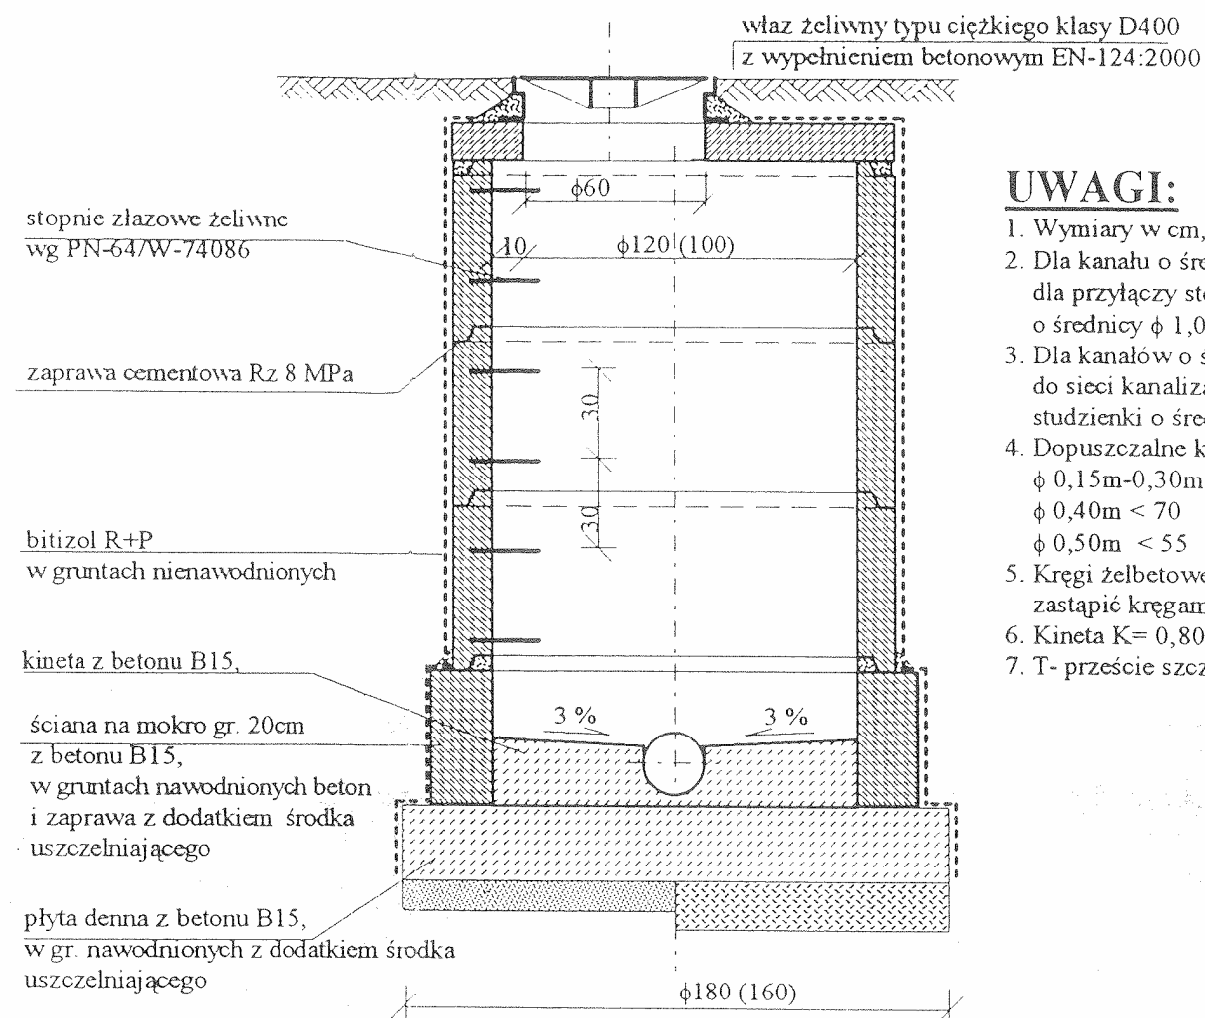 właz żeliwny typu ciężkiego klasy D400
z wypełnieniem betonowym EN-124:2000
stopnie złazowe żeliwne
wg PN-64/W-74086
zaprawa cementowa Rz 8 MPa
bitizol R+P
w gruntach nienawodnionych
kineta z betonu B15,
ściana na mokro gr. 20cm
z betonu B15,
w gruntach nawodnionych beton
i zaprawa z dodatkiem środka
uszczelniającego
płyta denna z betonu B15,
w gr. nawodnionych z dodatkiem środka
uszczelniającego
ϕ60
10
ϕ120 (100)
30
30
3 %
3 %
ϕ180 (160)
UWAGI:
1. Wymiary w cm,
2. Dla kanału o śre
dla przyłączy sto
o średnicy ϕ 1,0
3. Dla kanałów o ś
do sieci kanaliza
studzienki o śre
4. Dopuszczalne k
ϕ 0,15m-0,30m
ϕ 0,40m < 70
ϕ 0,50m < 55
5. Kręgi żelbetowe
zastąpić kręgam
6. Kineta K= 0,80
7. T- przeście szcz